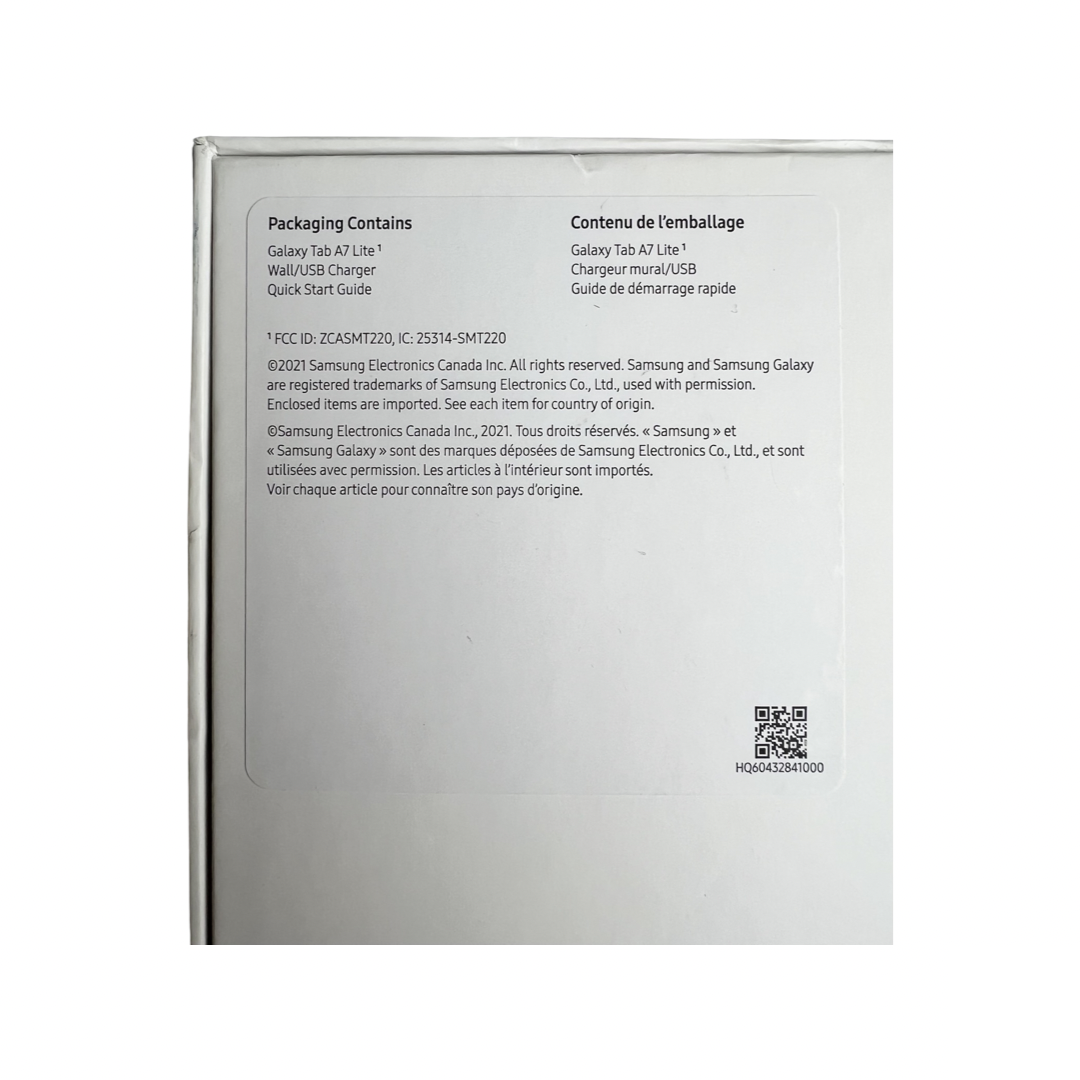 Packaging Contains
Galaxy Tab A7 Lite ¹
Wall/USB Charger
Quick Start Guide
Contenu de l'emballage
Galaxy Tab A7 Lite ¹
Chargeur mural/USB
Guide de démarrage rapide
¹ FCC ID: ZCASMT220, IC: 25314-SMT220
©2021 Samsung Electronics Canada Inc. All rights reserved. Samsung and Samsung Galaxy
are registered trademarks of Samsung Electronics Co., Ltd., used with permission.
Enclosed items are imported. See each item for country of origin.
©Samsung Electronics Canada Inc., 2021. Tous droits réservés. « Samsung » et
« Samsung Galaxy » sont des marques déposées de Samsung Electronics Co., Ltd., et sont
utilisées avec permission. Les articles à l'intérieur sont importés.
Voir chaque article pour connaître son pays d'origine.
HQ60432841000